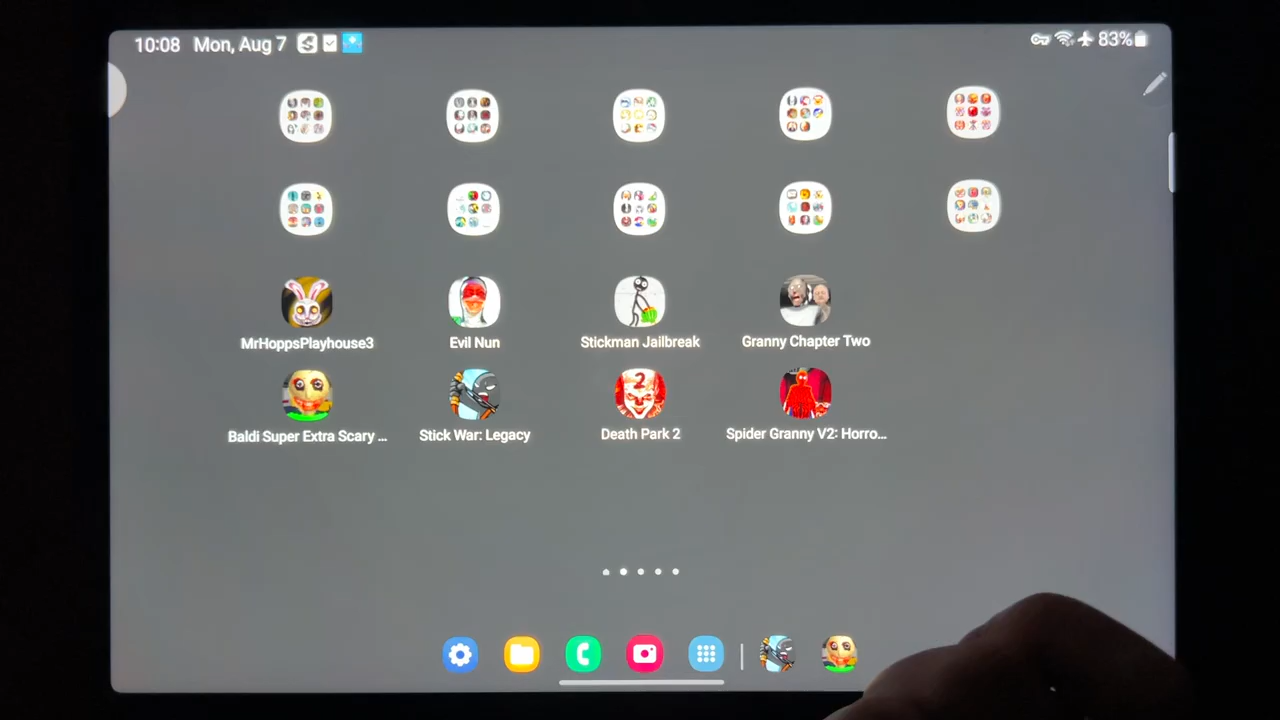 10:08 Mon, Aug 7 83%
MrHoppsPlayhouse3 Evil Nun Stickman Jailbreak Granny Chapter Two
2
Baldi Super Extra Scary ... Stick War: Legacy Death Park 2 Spider Granny V2: Horro...